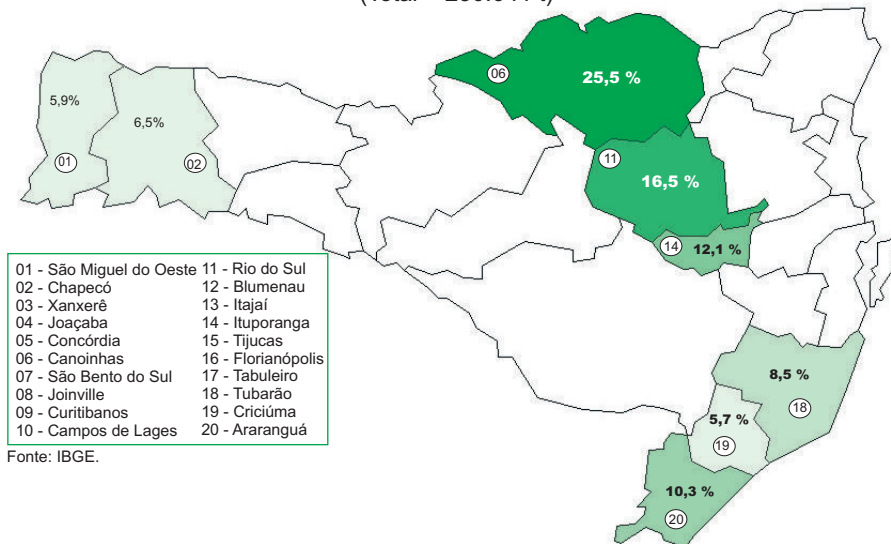 06
25,5 %
5,9%
6,5%
01
02
11
16,5 %
14
12,1 %
01 - São Miguel do Oeste 11 - Rio do Sul
02 - Chapecó 12 - Blumenau
03 - Xanxerê 13 - Itajaí
04 - Joaçaba 14 - Ituporanga
05 - Concórdia 15 - Tijucas
06 - Canoinhas 16 - Florianópolis
07 - São Bento do Sul 17 - Tabuleiro
08 - Joinville 18 - Tubarão
09 - Curitibanos 19 - Criciúma
10 - Campos de Lages 20 - Araranguá
Fonte: IBGE.
8,5 %
18
5,7 %
19
10,3 %
20